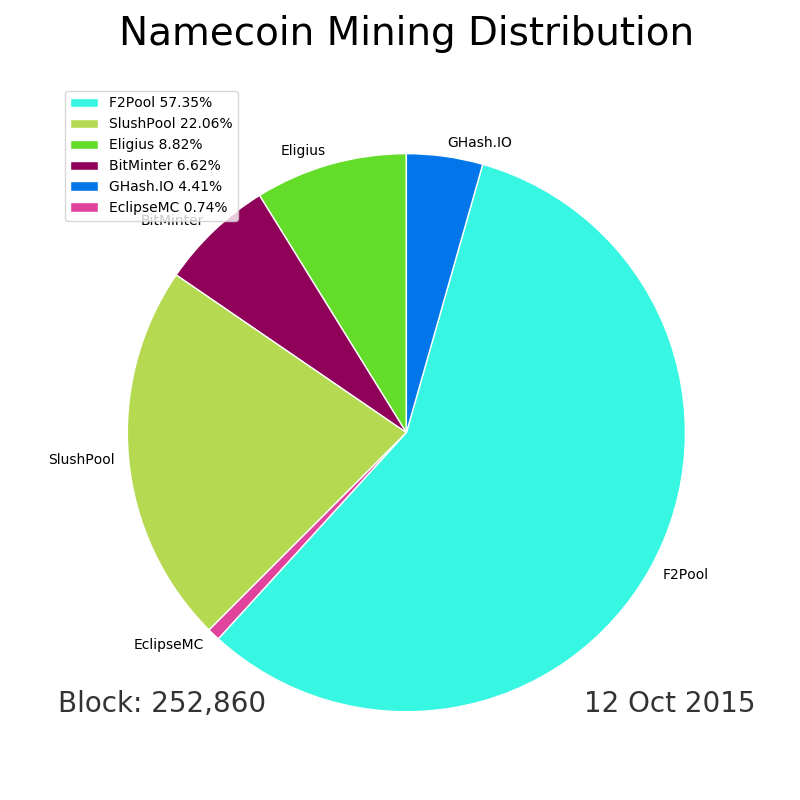 Namecoin Mining Distribution
F2Pool 57.35%
SlushPool 22.06%
Eligius 8.82%
BitMinter 6.62%
GHash.IO 4.41%
EclipseMC 0.74%
GHash.IO
Eligius
BitMinter
SlushPool
F2Pool
EclipseMC
Block: 252,860
12 Oct 2015